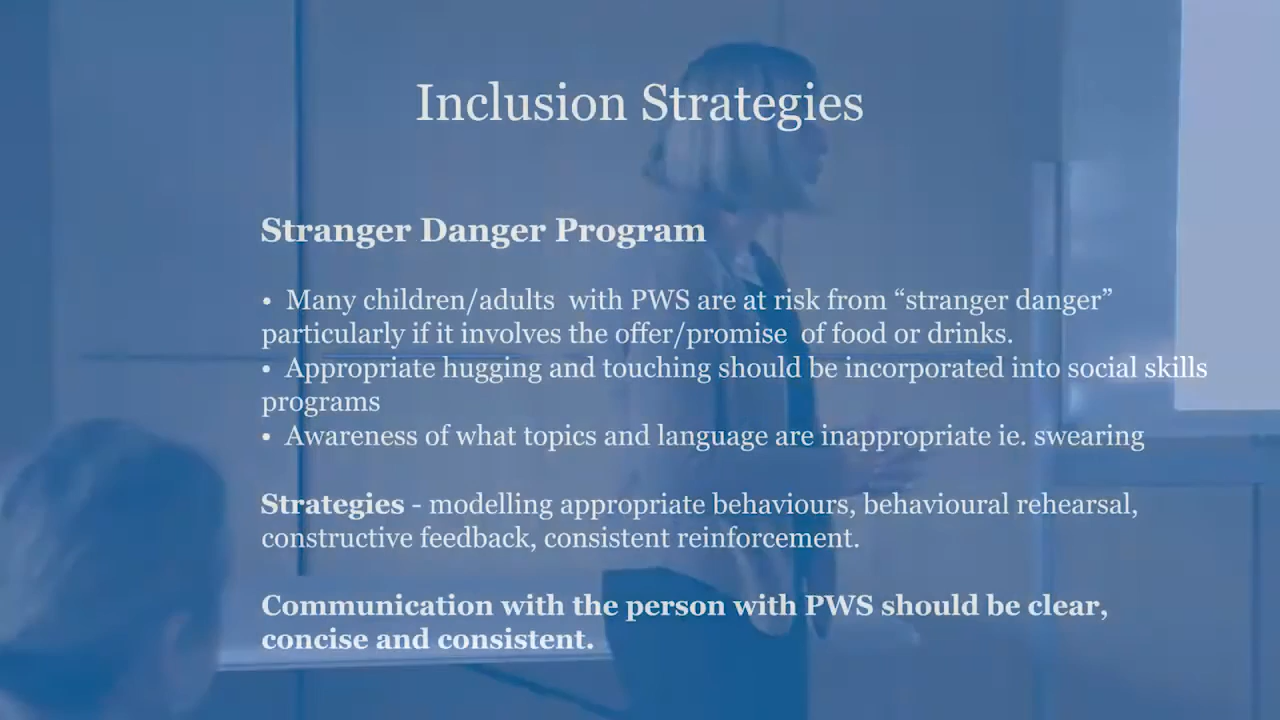 Inclusion Strategies
Stranger Danger Program
• Many children/adults with PWS are at risk from “stranger danger”
particularly if it involves the offer/promise of food or drinks.
• Appropriate hugging and touching should be incorporated into social skills
programs
• Awareness of what topics and language are inappropriate ie. swearing
Strategies - modelling appropriate behaviours, behavioural rehearsal,
constructive feedback, consistent reinforcement.
Communication with the person with PWS should be clear,
concise and consistent.